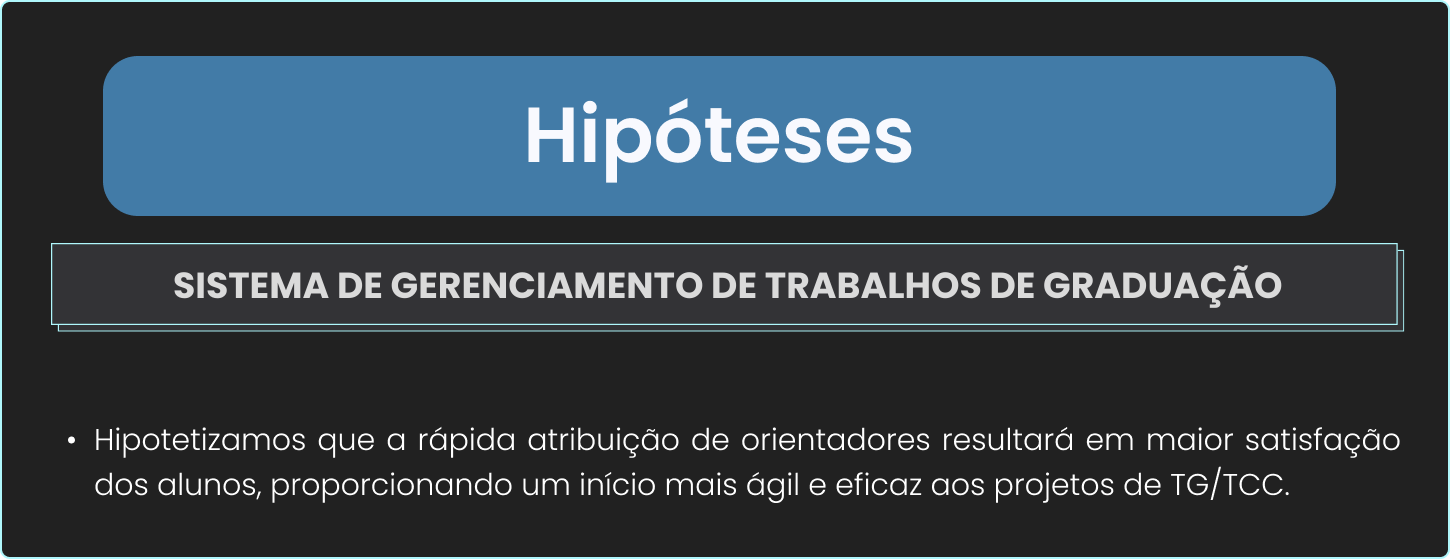 Hipóteses
SISTEMA DE GERENCIAMENTO DE TRABALHOS DE GRADUAÇÃO
• Hipotetizamos que a rápida atribuição de orientadores resultará em maior satisfação
dos alunos, proporcionando um início mais ágil e eficaz aos projetos de TG/TCC.